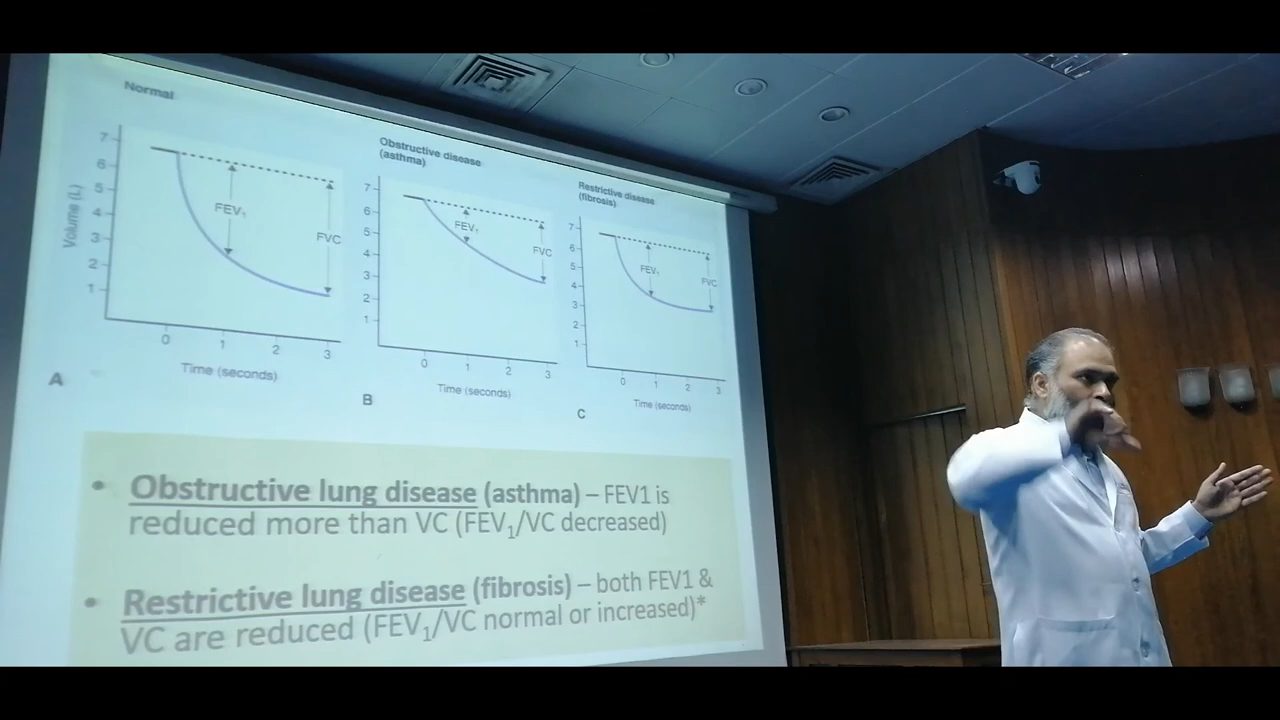 Normal
Volume (L)
7
6
5
4
3
2
1
FEV₁
FVC
0 1 2 3
Time (seconds)
A
Obstructive disease
(asthma)
7
6
5
4
3
2
1
FEV₁
FVC
0 1 2 3
Time (seconds)
B
Restrictive disease
(fibrosis)
7
6
5
4
3
2
1
FEV₁
FVC
0 1 2 3
Time (seconds)
C
• Obstructive lung disease (asthma) – FEV1 is
reduced more than VC (FEV₁/VC decreased)
• Restrictive lung disease (fibrosis) – both FEV1 &
VC are reduced (FEV₁/VC normal or increased)*